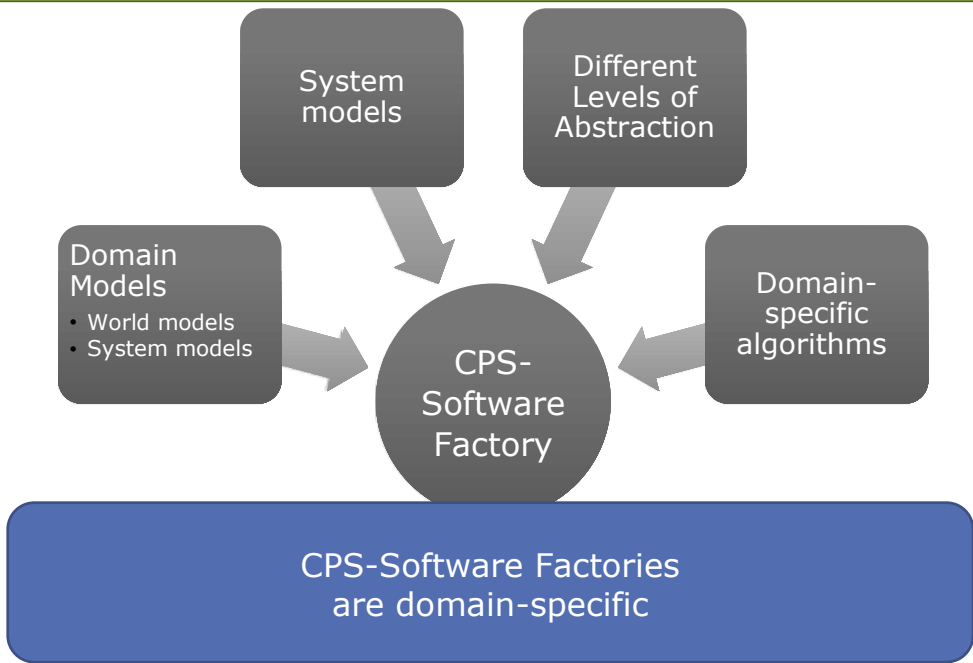 System
models
Different
Levels of
Abstraction
Domain
Models
• World models
• System models
Domain-
specific
algorithms
CPS-
Software
Factory
CPS-Software Factories
are domain-specific